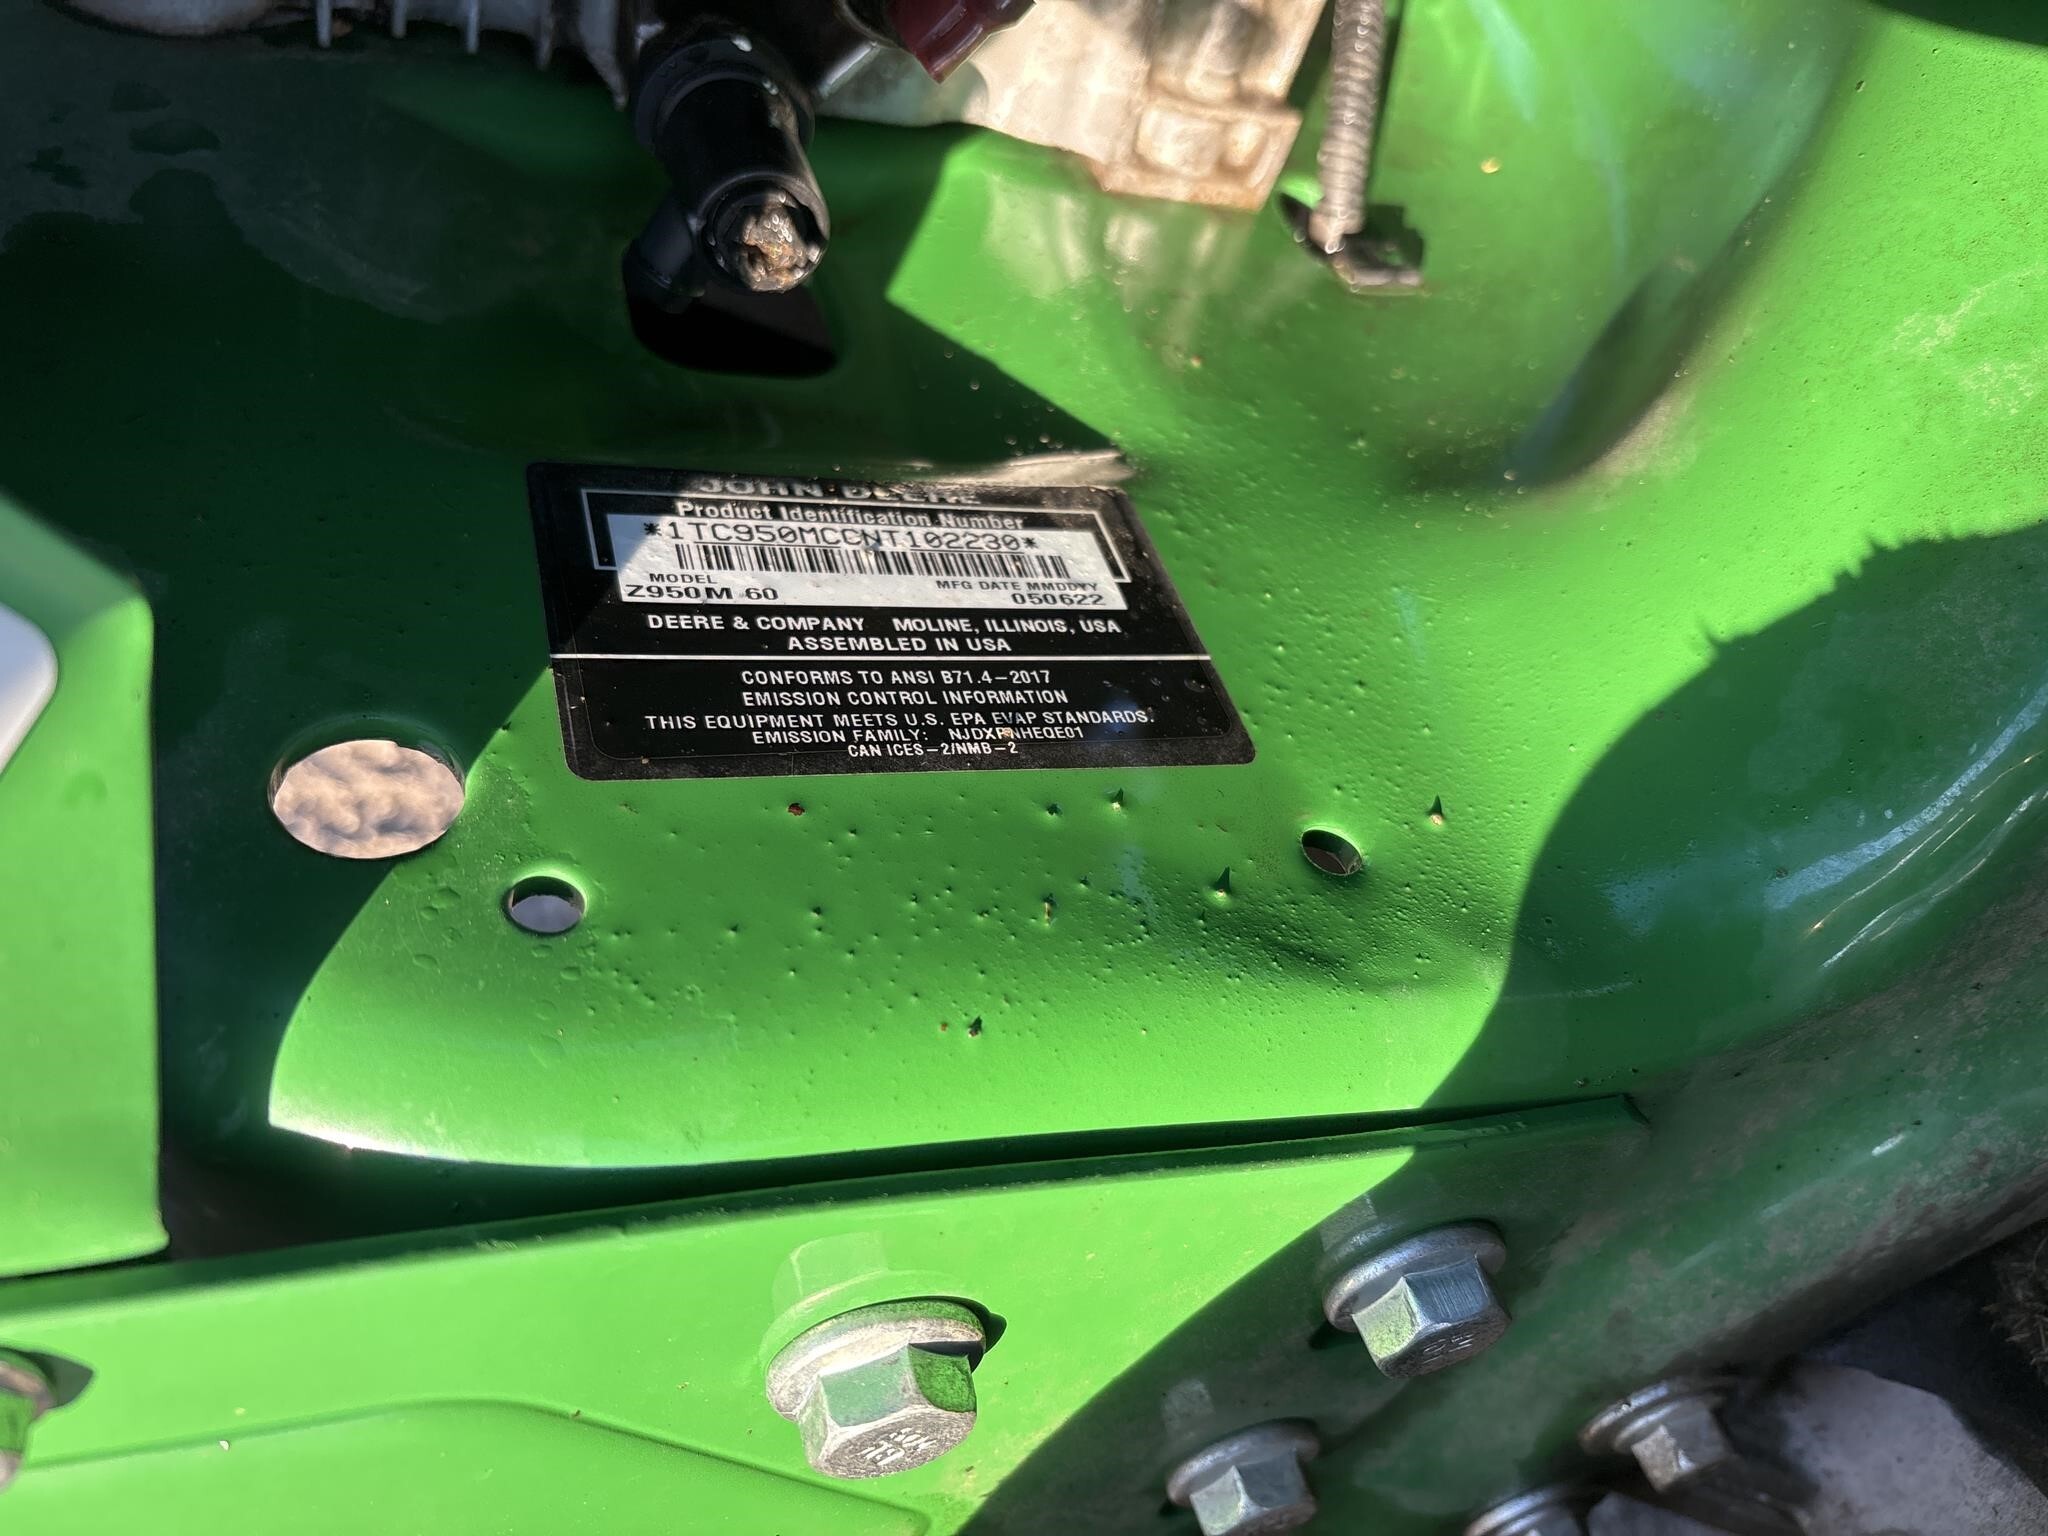 JOHN DEERE
Product Identification Number
*1TC950MCCNT102230*
MODEL MFG DATE MMDDYY
Z950M 60 050622
DEERE & COMPANY MOLINE, ILLINOIS, USA
ASSEMBLED IN USA
CONFORMS TO ANSI B71.4-2017
EMISSION CONTROL INFORMATION
THIS EQUIPMENT MEETS U.S. EPA EVAP STANDARDS.
EMISSION FAMILY:
CAN ICES-2/NMB-2